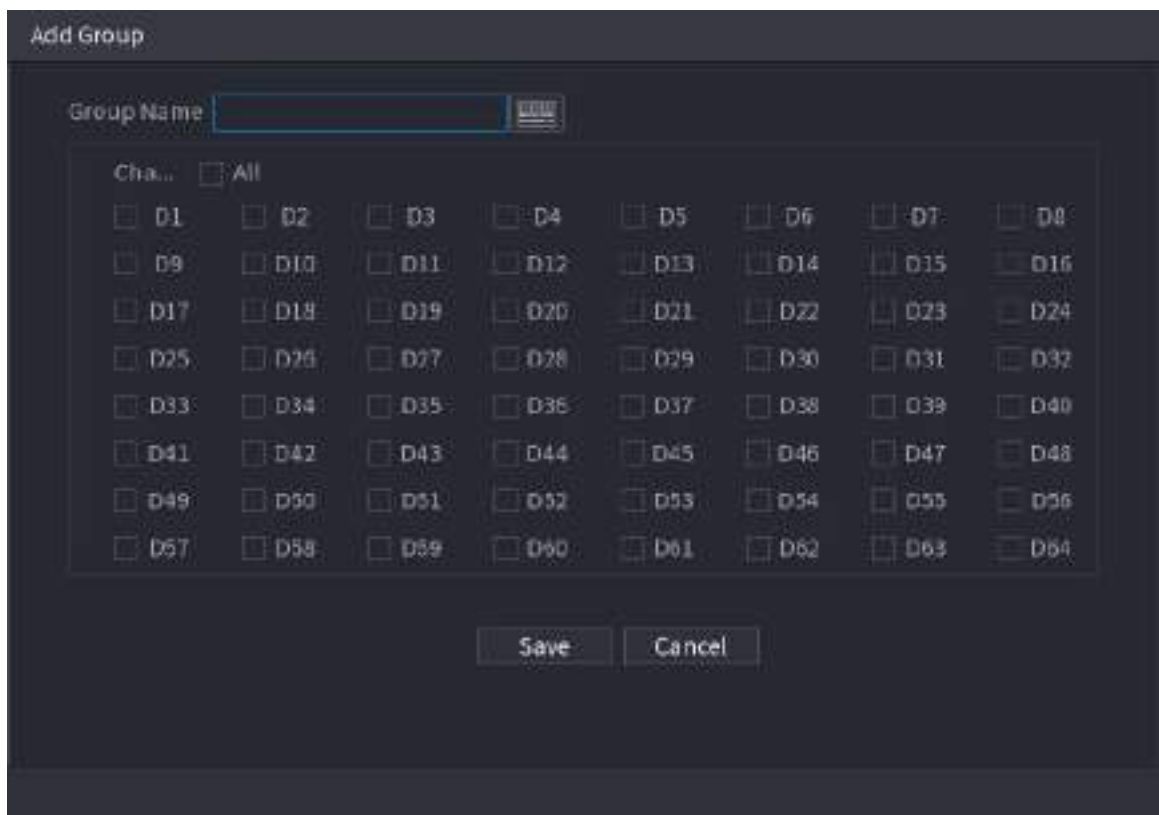 Add Group
Group Name
Cha... All
D1 D2 D3 D4 D5 D6 D7 D8
D9 D10 D11 D12 D13 D14 D15 D16
D17 D18 D19 D20 D21 D22 D23 D24
D25 D26 D27 D28 D29 D30 D31 D32
D33 D34 D35 D36 D37 D38 D39 D40
D41 D42 D43 D44 D45 D46 D47 D48
D49 D50 D51 D52 D53 D54 D55 D56
D57 D58 D59 D60 D61 D62 D63 D64
Save Cancel